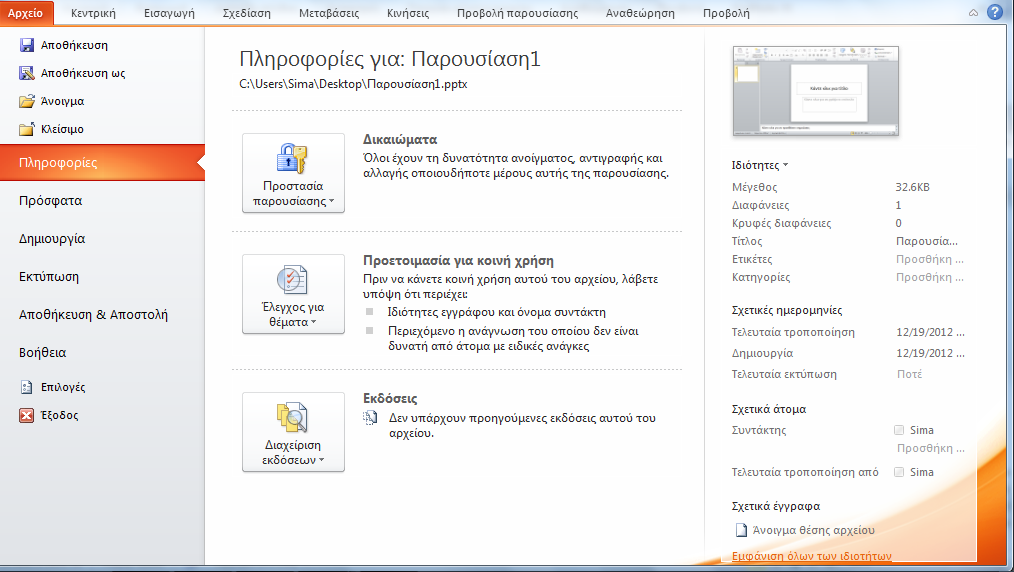 Αρχείο Κεντρική Εισαγωγή Σχεδίαση Μεταβάσεις Κινήσεις Προβολή παρουσίασης Αναθεώρηση Προβολή
Αποθήκευση
Αποθήκευση ως
Άνοιγμα
Κλείσιμο
Πληροφορίες
Πρόσφατα
Δημιουργία
Εκτύπωση
Αποθήκευση & Αποστολή
Βοήθεια
Επιλογές
Έξοδος
Πληροφορίες για: Παρουσίαση1
C:\Users\Sima\Desktop\Παρουσίαση1.pptx
Προστασία
παρουσίασης
Δικαιώματα
Όλοι έχουν τη δυνατότητα ανοίγματος, αντιγραφής και
αλλαγής οποιουδήποτε μέρους αυτής της παρουσίασης.
Έλεγχος για
θέματα
Προετοιμασία για κοινή χρήση
Πριν να κάνετε κοινή χρήση αυτού του αρχείου, λάβετε
υπόψη ότι περιέχει:
Ιδιότητες εγγράφου και όνομα συντάκτη
Περιεχόμενο η ανάγνωση του οποίου δεν είναι
δυνατή από άτομα με ειδικές ανάγκες
Διαχείριση
εκδόσεων
Εκδόσεις
Δεν υπάρχουν προηγούμενες εκδόσεις αυτού του
αρχείου.
Ιδιότητες
Μέγεθος 32.6KB
Διαφάνειες 1
Κρυφές διαφάνειες 0
Τίτλος Παρουσία...
Ετικέτες Προσθήκη ...
Κατηγορίες Προσθήκη ...
Σχετικές ημερομηνίες
Τελευταία τροποποίηση 12/19/2012 ...
Δημιουργία 12/19/2012 ...
Τελευταία εκτύπωση Ποτέ
Σχετικά άτομα
Συντάκτης Sima
Προσθήκη ...
Τελευταία τροποποίηση από Sima
Σχετικά έγγραφα
Άνοιγμα θέσης αρχείου
Εμφάνιση όλων των ιδιοτήτων